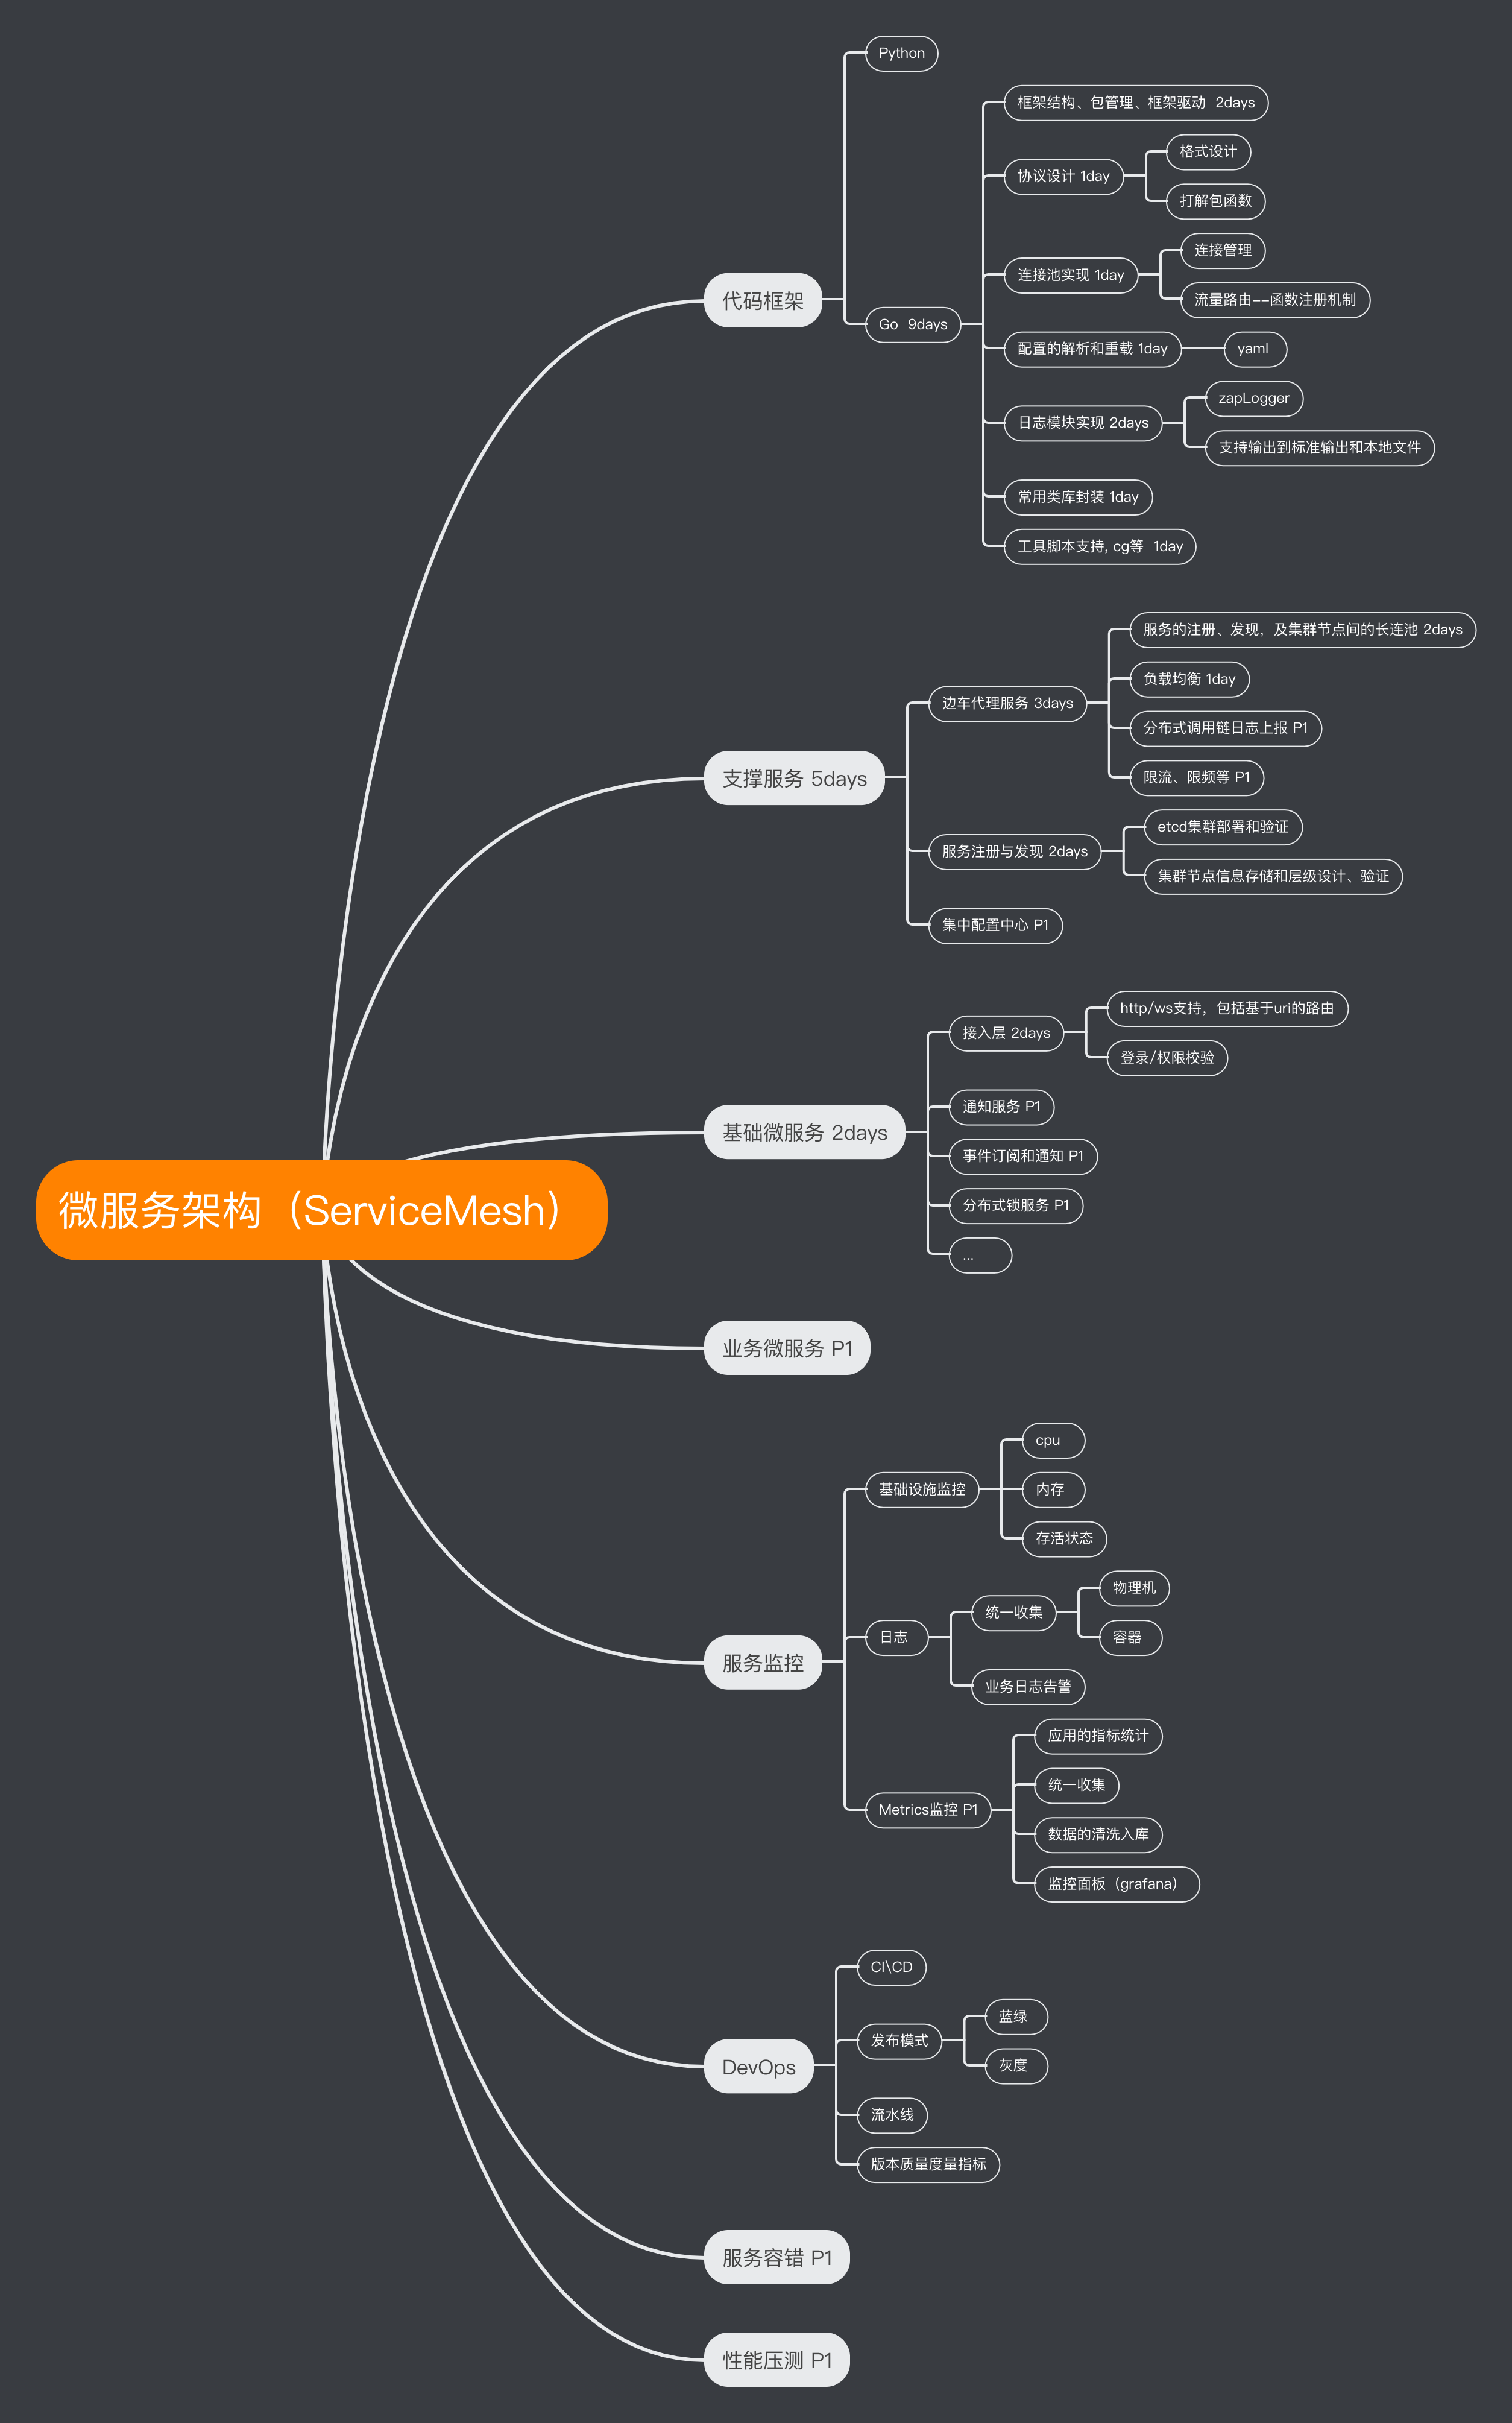 微服务架构（ServiceMesh）
代码框架
Python
Go  9days
框架结构、包管理、框架驱动  2days
协议设计 1day
格式设计
打解包函数
连接池实现 1day
连接管理
流量路由--函数注册机制
配置的解析和重载 1day
yaml
日志模块实现 2days
zapLogger
支持输出到标准输出和本地文件
常用类库封装 1day
工具脚本支持, cg等  1day
支撑服务 5days
边车代理服务 3days
服务的注册、发现，及集群节点间的长连池 2days
负载均衡 1day
分布式调用链日志上报 P1
限流、限频等 P1
服务注册与发现 2days
etcd集群部署和验证
集群节点信息存储和层级设计、验证
集中配置中心 P1
基础微服务 2days
接入层 2days
http/ws支持，包括基于uri的路由
登录/权限校验
通知服务 P1
事件订阅和通知 P1
分布式锁服务 P1
...
业务微服务 P1
服务监控
基础设施监控
cpu
内存
存活状态
日志
统一收集
物理机
容器
业务日志告警
Metrics监控 P1
应用的指标统计
统一收集
数据的清洗入库
监控面板（grafana）
DevOps
CI\CD
发布模式
蓝绿
灰度
流水线
版本质量度量指标
服务容错 P1
性能压测 P1